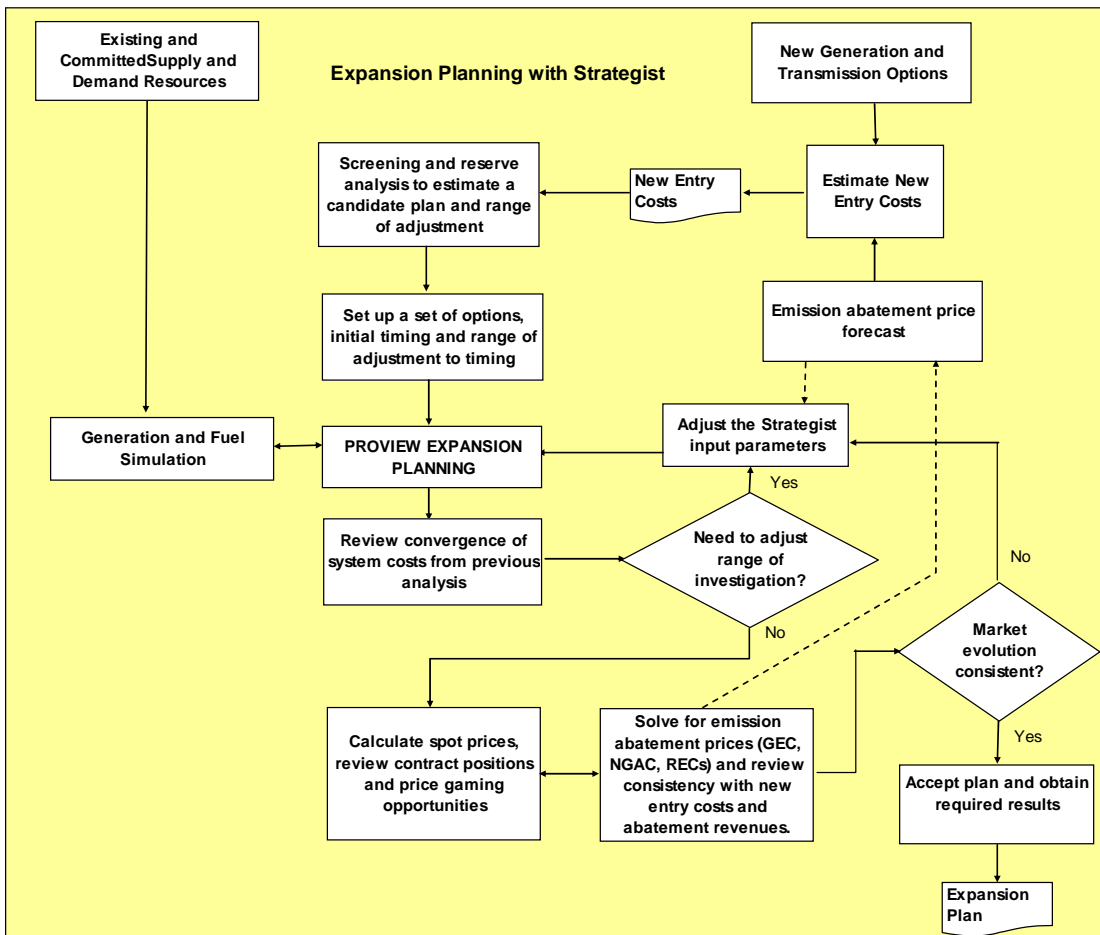 Existing and
CommittedSupply and
Demand Resources
Expansion Planning with Strategist
New Generation and
Transmission Options
Screening and reserve
analysis to estimate a
candidate plan and range
of adjustment
New Entry
Costs
Estimate New
Entry Costs
Set up a set of options,
initial timing and range of
adjustment to timing
Emission abatement price
forecast
Generation and Fuel
Simulation
PROVIEW EXPANSION
PLANNING
Adjust the Strategist
input parameters
Yes
Review convergence of
system costs from previous
analysis
Need to adjust
range of
investigation?
No
No
Market
evolution
consistent?
Yes
Calculate spot prices,
review contract positions
and price gaming
opportunities
Solve for emission
abatement prices (GEC,
NGAC, RECs) and review
consistency with new
entry costs and
abatement revenues.
Accept plan and obtain
required results
Expansion
Plan